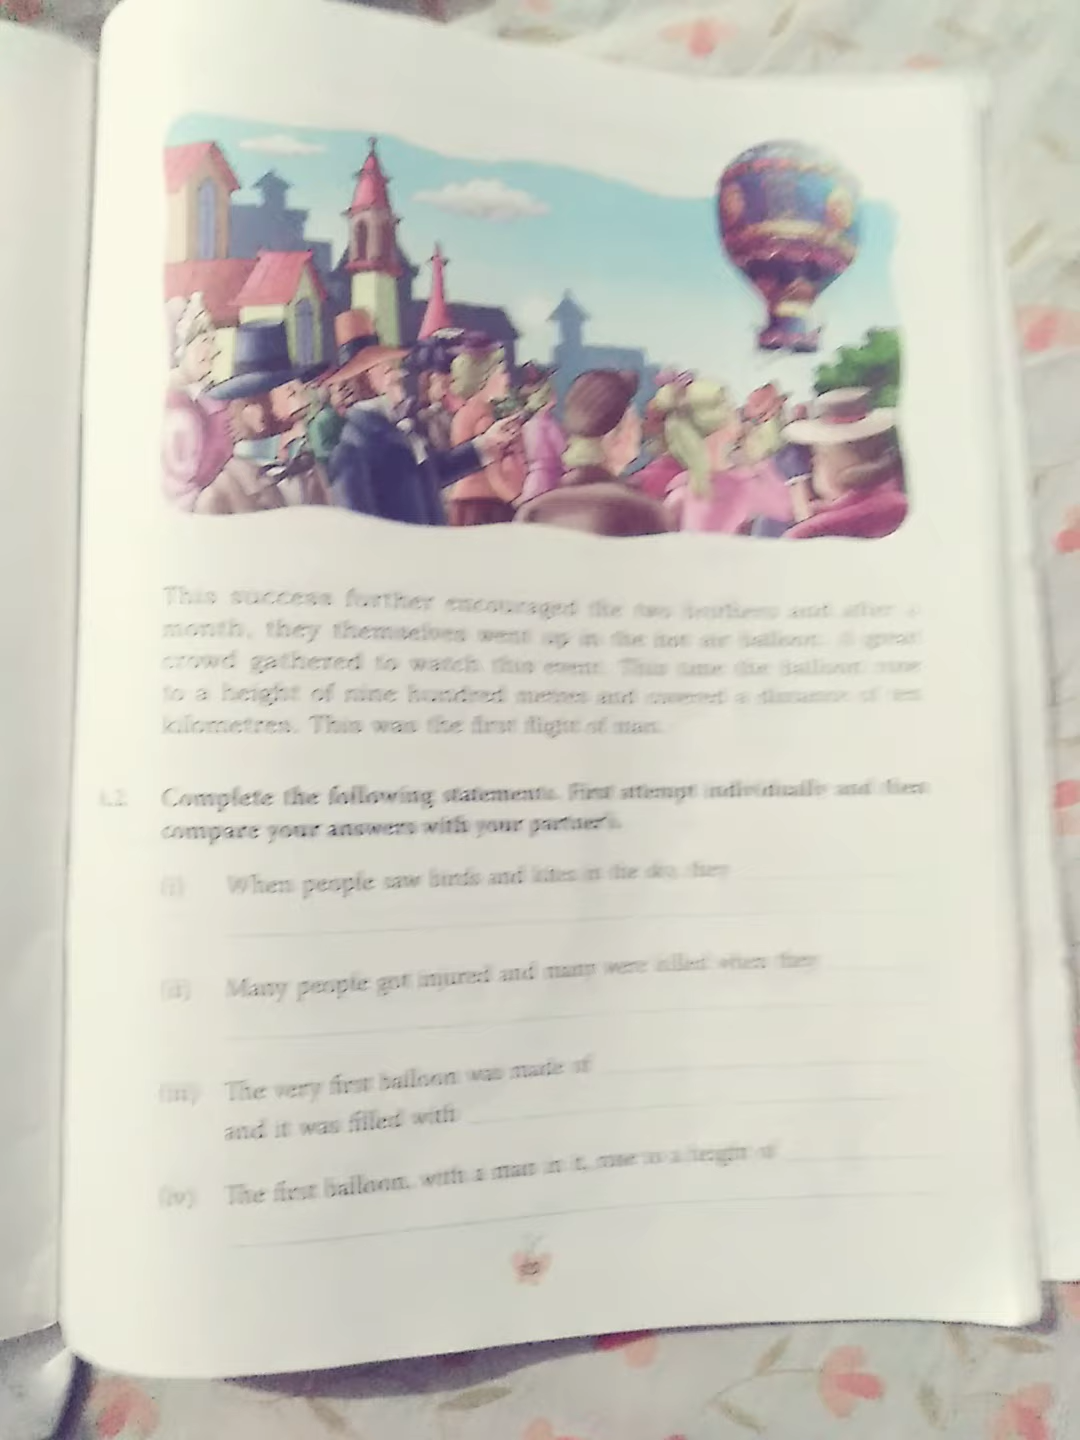 This success further encouraged the two brothers and after a
month, they themselves went up in the hot air balloon. A great
crowd gathered to watch this event. This time the balloon rose
to a height of nine hundred metres and covered a distance of ten
kilometres. This was the first flight of man.
Complete the following statements. First attempt individually and then
compare your answers with your partner's.
(i) When people saw birds and kites in the sky, they
(ii) Many people got injured and many were killed when they
(iii) The very first balloon was made of
and it was filled with
(iv) The first balloon, with a man in it, rose to a height of